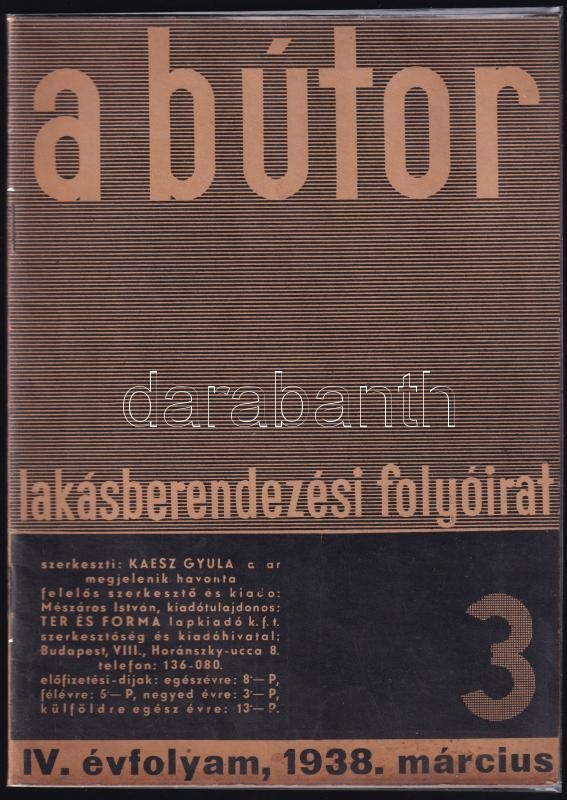 a bútor
darabanth
lakásberendezési folyóirat
szerkeszti: KAESZ GYULA
megjelenik havonta
felelős szerkesztő és kiadó:
Mészáros István, kiadótulajdonos:
TÉR ÉS FORMA lapkiadó k. f. t.
szerkesztőség és kiadóhivatal:
Budapest, VIII., Horánszky-ucca 8.
telefon: 136-080.
előfizetési-dijak: egészévre: 8·— P,
félévre: 5·— P, negyed évre: 3·— P,
külföldre egész évre: 13·— P.
3
IV. évfolyam, 1938. március